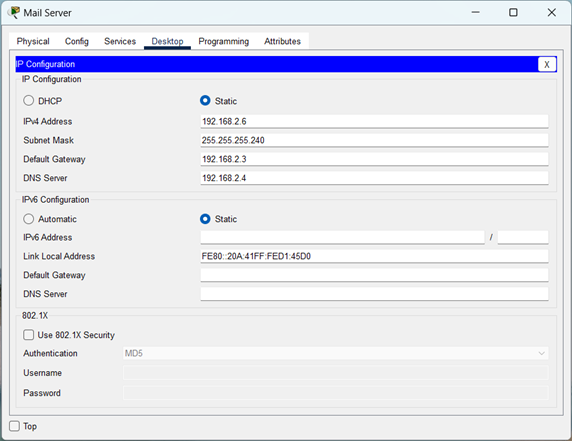 Mail Server
Physical Config Services Desktop Programming Attributes
IP Configuration X
IP Configuration
DHCP Static
IPv4 Address 192.168.2.6
Subnet Mask 255.255.255.240
Default Gateway 192.168.2.3
DNS Server 192.168.2.4
IPv6 Configuration
Automatic Static
IPv6 Address /
Link Local Address FE80::20A:41FF:FED1:45D0
Default Gateway
DNS Server
802.1X
Use 802.1X Security
Authentication MD5
Username
Password
Top